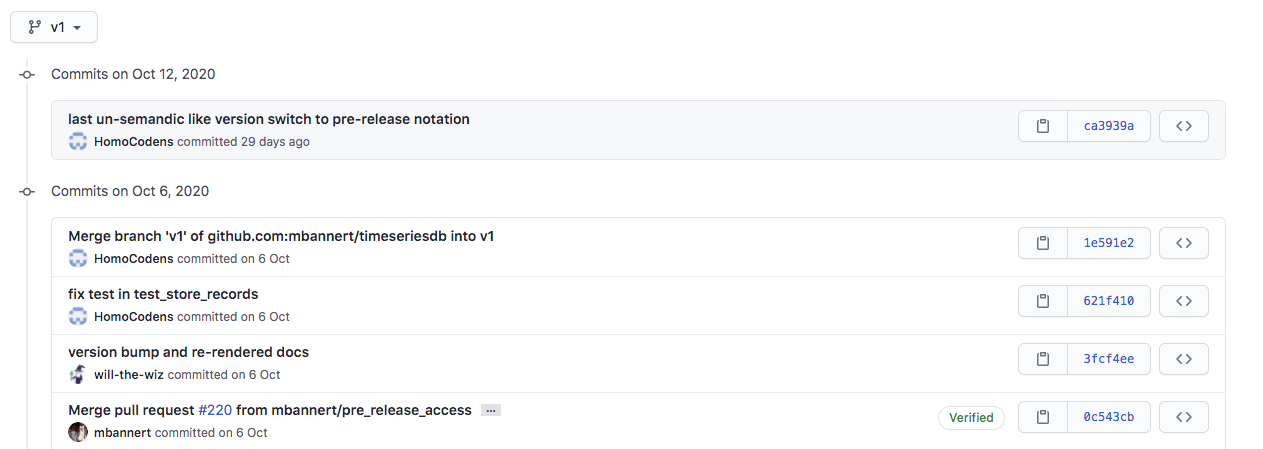 v1
Commits on Oct 12, 2020
last un-semandic like version switch to pre-release notation
ca3939a
HomoCodens committed 29 days ago
Commits on Oct 6, 2020
Merge branch 'v1' of github.com:mbannert/timeseriesdb into v1
1e591e2
HomoCodens committed on 6 Oct
fix test in test_store_records
621f410
HomoCodens committed on 6 Oct
version bump and re-rendered docs
3fcf4ee
will-the-wiz committed on 6 Oct
Merge pull request #220 from mbannert/pre_release_access ...
Verified 0c543cb
mbannert committed on 6 Oct